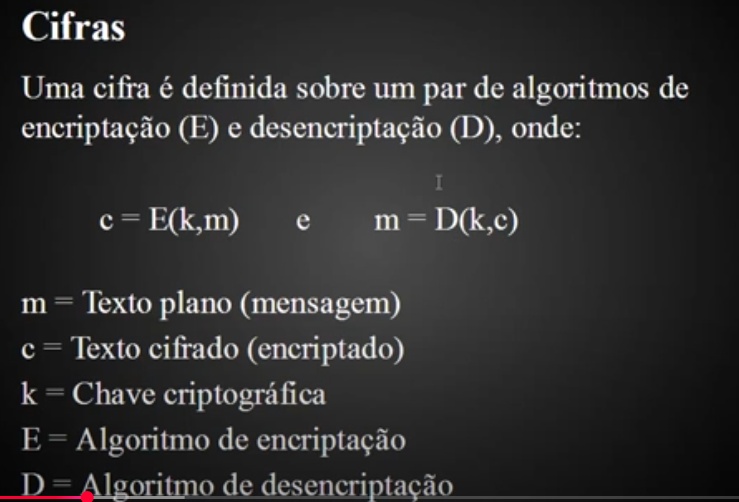 Cifras
Uma cifra é definida sobre um par de algoritmos de
encriptação (E) e desencriptação (D), onde:
c = E(k,m) e m = D(k,c)
m = Texto plano (mensagem)
c = Texto cifrado (encriptado)
k = Chave criptográfica
E = Algoritmo de encriptação
D = Algoritmo de desencriptação